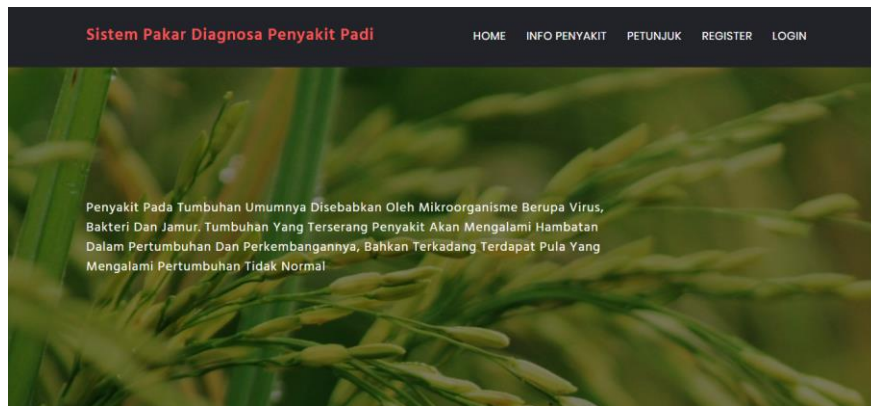 Sistem Pakar Diagnosa Penyakit Padi
HOME INFO PENYAKIT PETUNJUK REGISTER LOGIN
Penyakit Pada Tumbuhan Umumnya Disebabkan Oleh Mikroorganisme Berupa Virus,
Bakteri Dan Jamur. Tumbuhan Yang Terserang Penyakit Akan Mengalami Hambatan
Dalam Pertumbuhan Dan Perkembangannya, Bahkan Terkadang Terdapat Pula Yang
Mengalami Pertumbuhan Tidak Normal